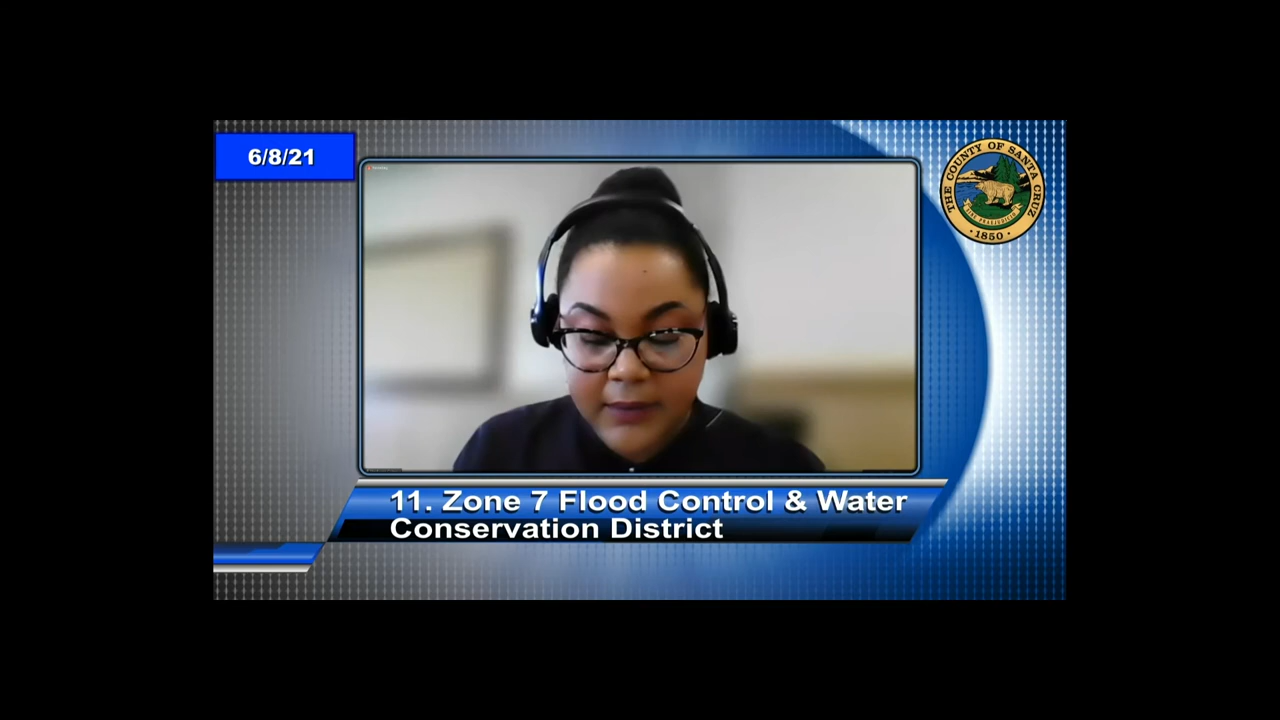 6/8/21
THE COUNTY OF SANTA CRUZ
· 1850 ·
11. Zone 7 Flood Control & Water
Conservation District